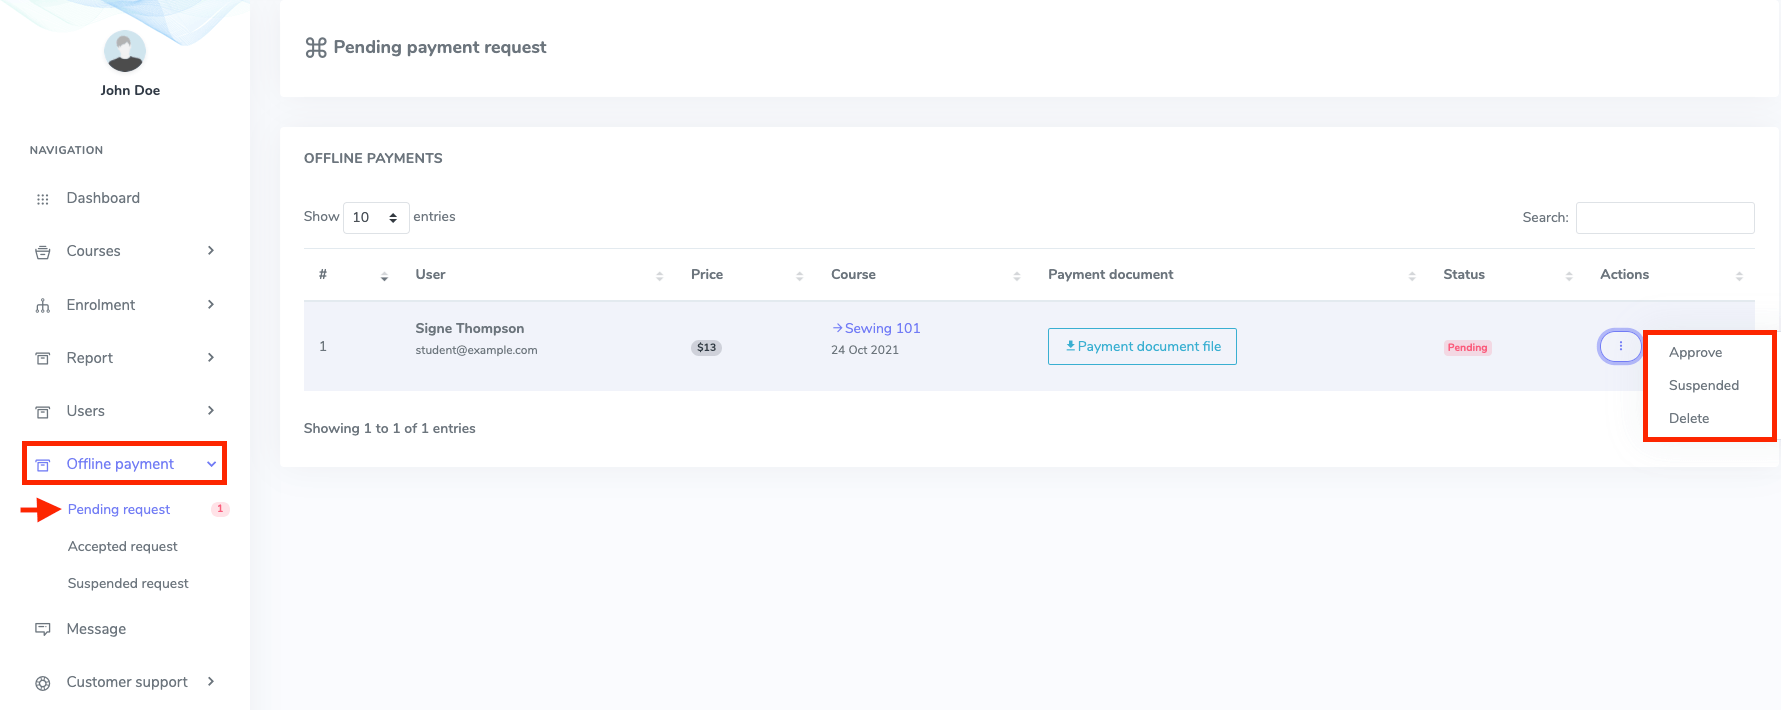 John Doe
NAVIGATION
Dashboard
Courses
Enrolment
Report
Users
Offline payment
Pending request 1
Accepted request
Suspended request
Message
Customer support
Pending payment request
OFFLINE PAYMENTS
Show 10 entries
Search:
# User Price Course Payment document Status Actions
1 Signe Thompson $13 →Sewing 101 Payment document file Pending
student@example.com 24 Oct 2021
Approve
Suspended
Delete
Showing 1 to 1 of 1 entries